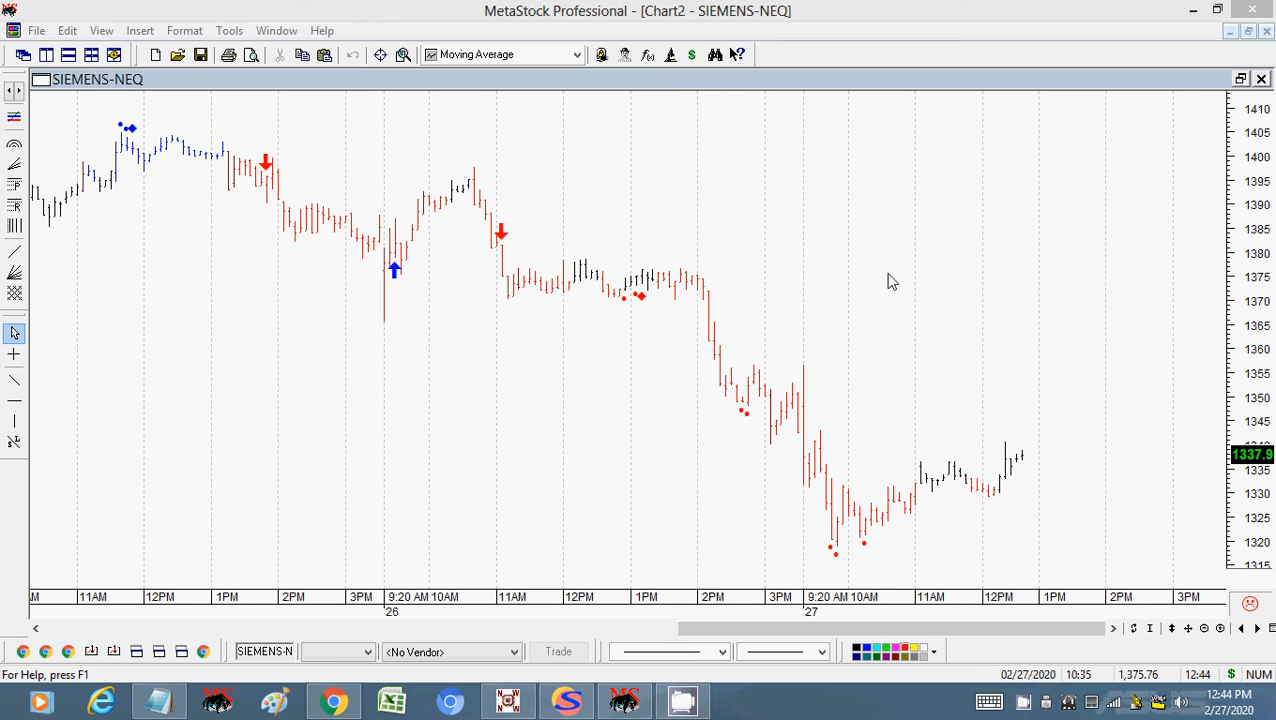 MetaStock Professional - [Chart2 - SIEMENS-NEQ]
File Edit View Insert Format Tools Window Help
Moving Average
SIEMENS-NEQ
1410
1405
1400
1395
1390
1385
1380
1375
1370
1365
1360
1355
1350
1345
1337.9
1335
1330
1325
1320
1315
11AM 12PM 1PM 2PM 3PM 9:20 AM 10AM 11AM 12PM 1PM 2PM 3PM 9:20 AM 10AM 11AM 12PM 1PM 2PM 3PM
26 27
SIEMENS-N <No Vendor> Trade
For Help, press F1 02/27/2020 10:35 1,375.76 12:44 $ NUM
12:44 PM
2/27/2020